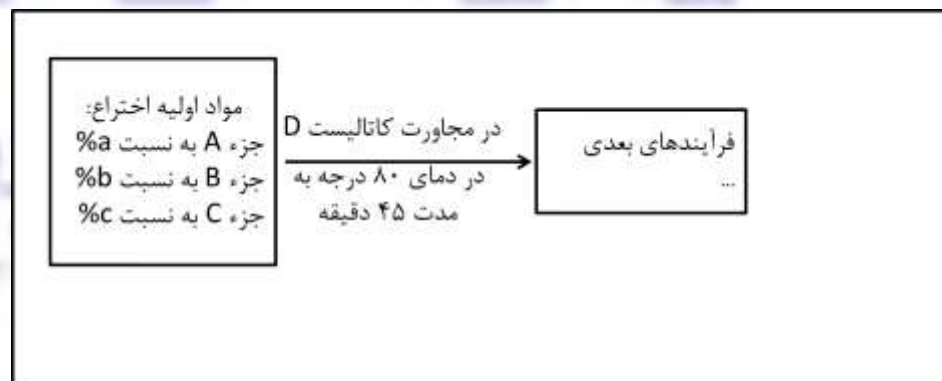 مواد اولیه اختراع:
جزء A به نسبت a%
جزء B به نسبت b%
جزء C به نسبت c%
در مجاورت کاتالیست D
در دمای ۸۰ درجه به
مدت ۴۵ دقیقه
فرآیندهای بعدی
...